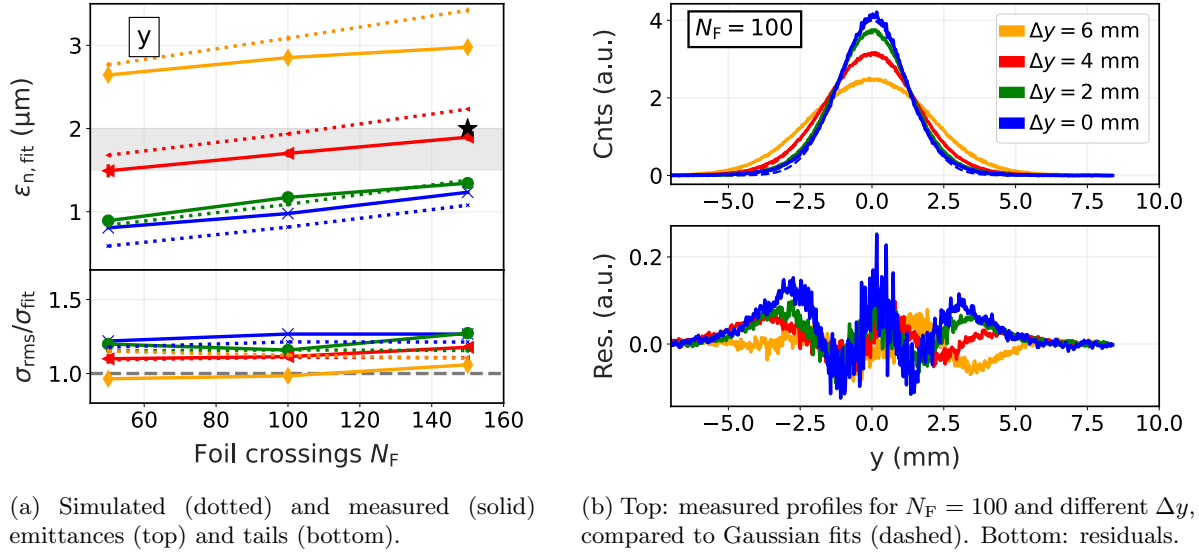 y
3
2
1
ε_n, fit (μm)
1.5
1.0
σ_rms/σ_fit
60 80 100 120 140 160
Foil crossings N_F
(a) Simulated (dotted) and measured (solid)
emittances (top) and tails (bottom).
N_F = 100
Δy = 6 mm
Δy = 4 mm
Δy = 2 mm
Δy = 0 mm
4
2
0
Cnts (a.u.)
−5.0 −2.5 0.0 2.5 5.0 7.5 10.0
0.2
0.0
Res. (a.u.)
−5.0 −2.5 0.0 2.5 5.0 7.5 10.0
y (mm)
(b) Top: measured profiles for N_F = 100 and different Δy,
compared to Gaussian fits (dashed). Bottom: residuals.